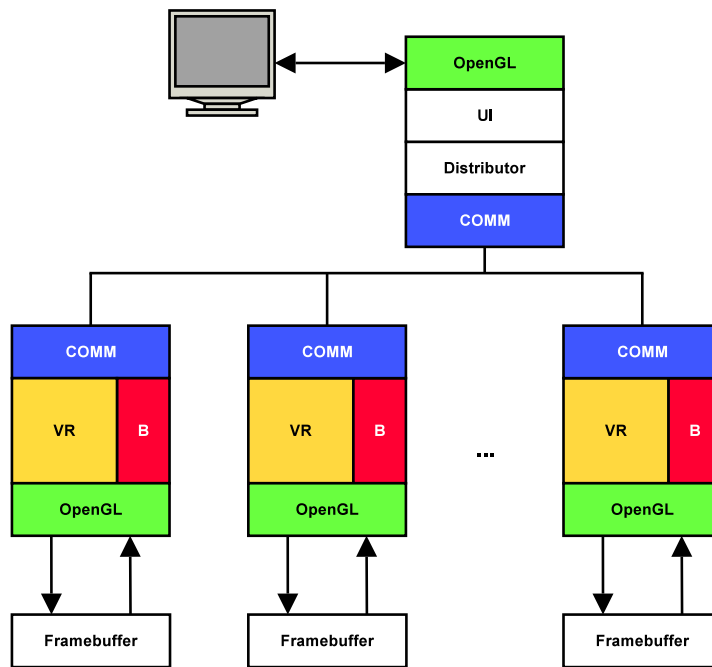 OpenGL
UI
Distributor
COMM
COMM
COMM
COMM
VR
B
VR
B
...
VR
B
OpenGL
OpenGL
OpenGL
Framebuffer
Framebuffer
Framebuffer